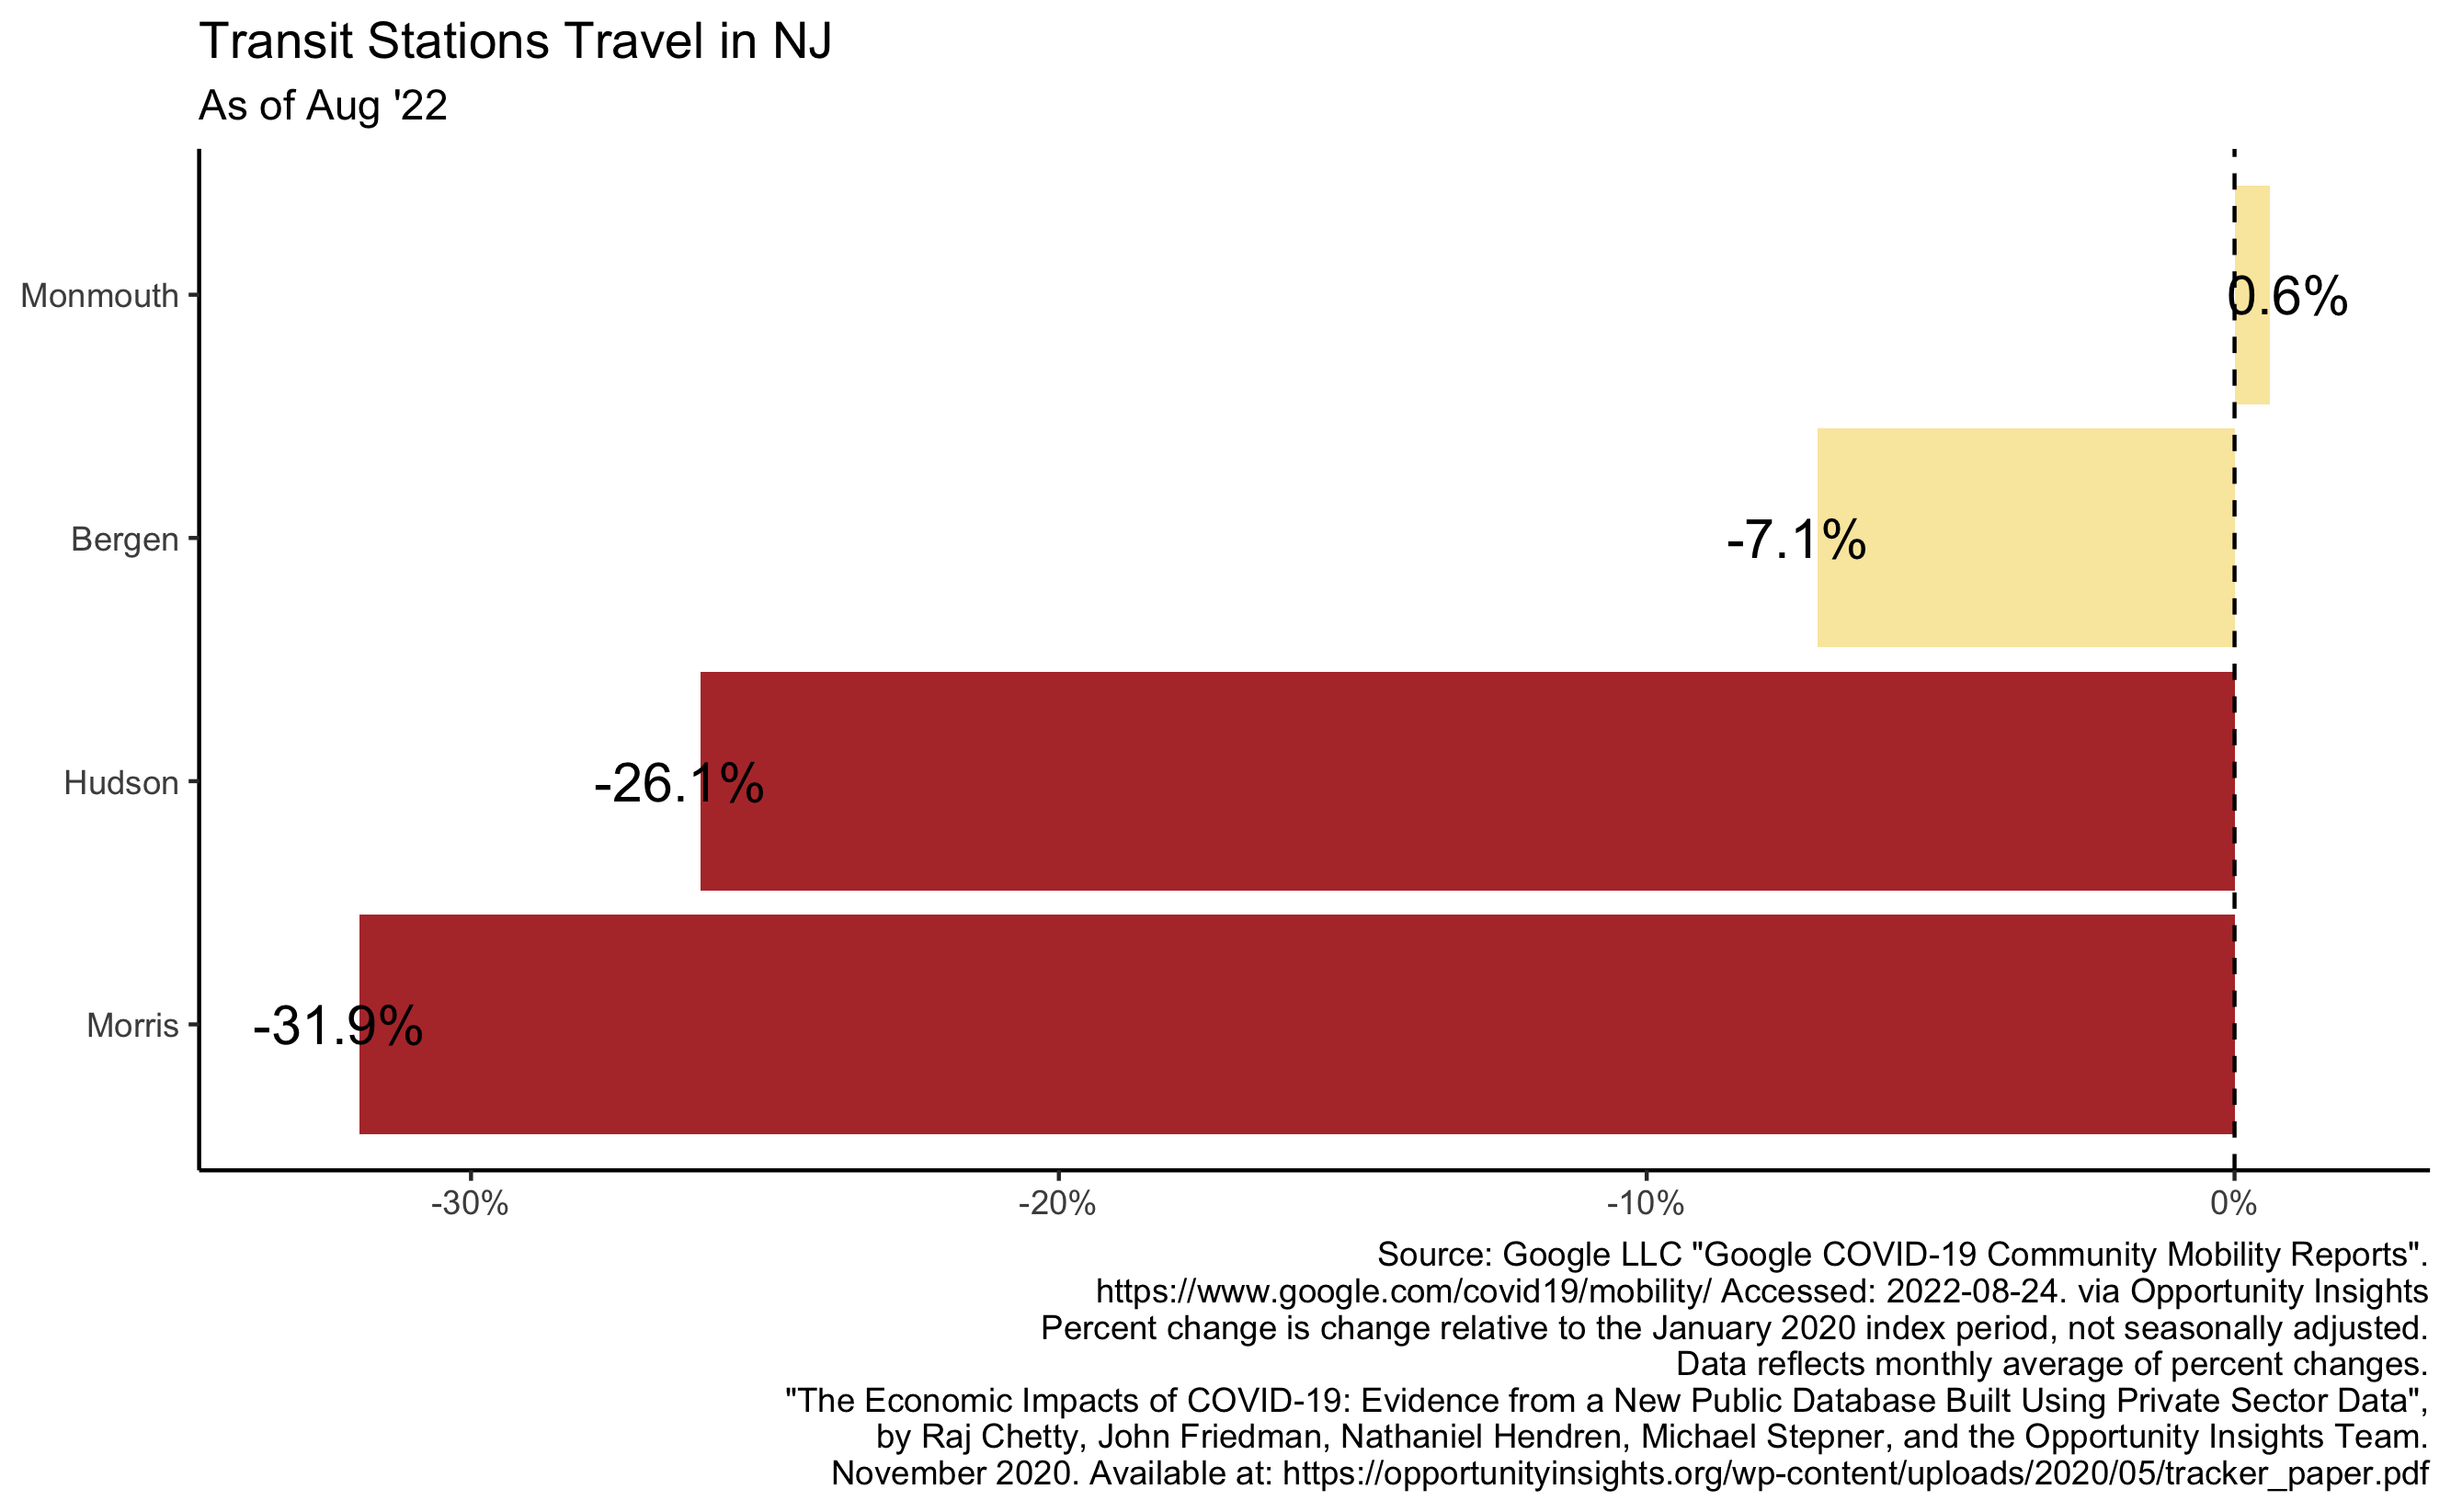 Transit Stations Travel in NJ
As of Aug '22
Monmouth
0.6%
Bergen
-7.1%
Hudson
-26.1%
Morris
-31.9%
-30%
-20%
-10%
0%
Source: Google LLC "Google COVID-19 Community Mobility Reports".
https://www.google.com/covid19/mobility/ Accessed: 2022-08-24. via Opportunity Insights
Percent change is change relative to the January 2020 index period, not seasonally adjusted.
Data reflects monthly average of percent changes.
"The Economic Impacts of COVID-19: Evidence from a New Public Database Built Using Private Sector Data",
by Raj Chetty, John Friedman, Nathaniel Hendren, Michael Stepner, and the Opportunity Insights Team.
November 2020. Available at: https://opportunityinsights.org/wp-content/uploads/2020/05/tracker_paper.pdf